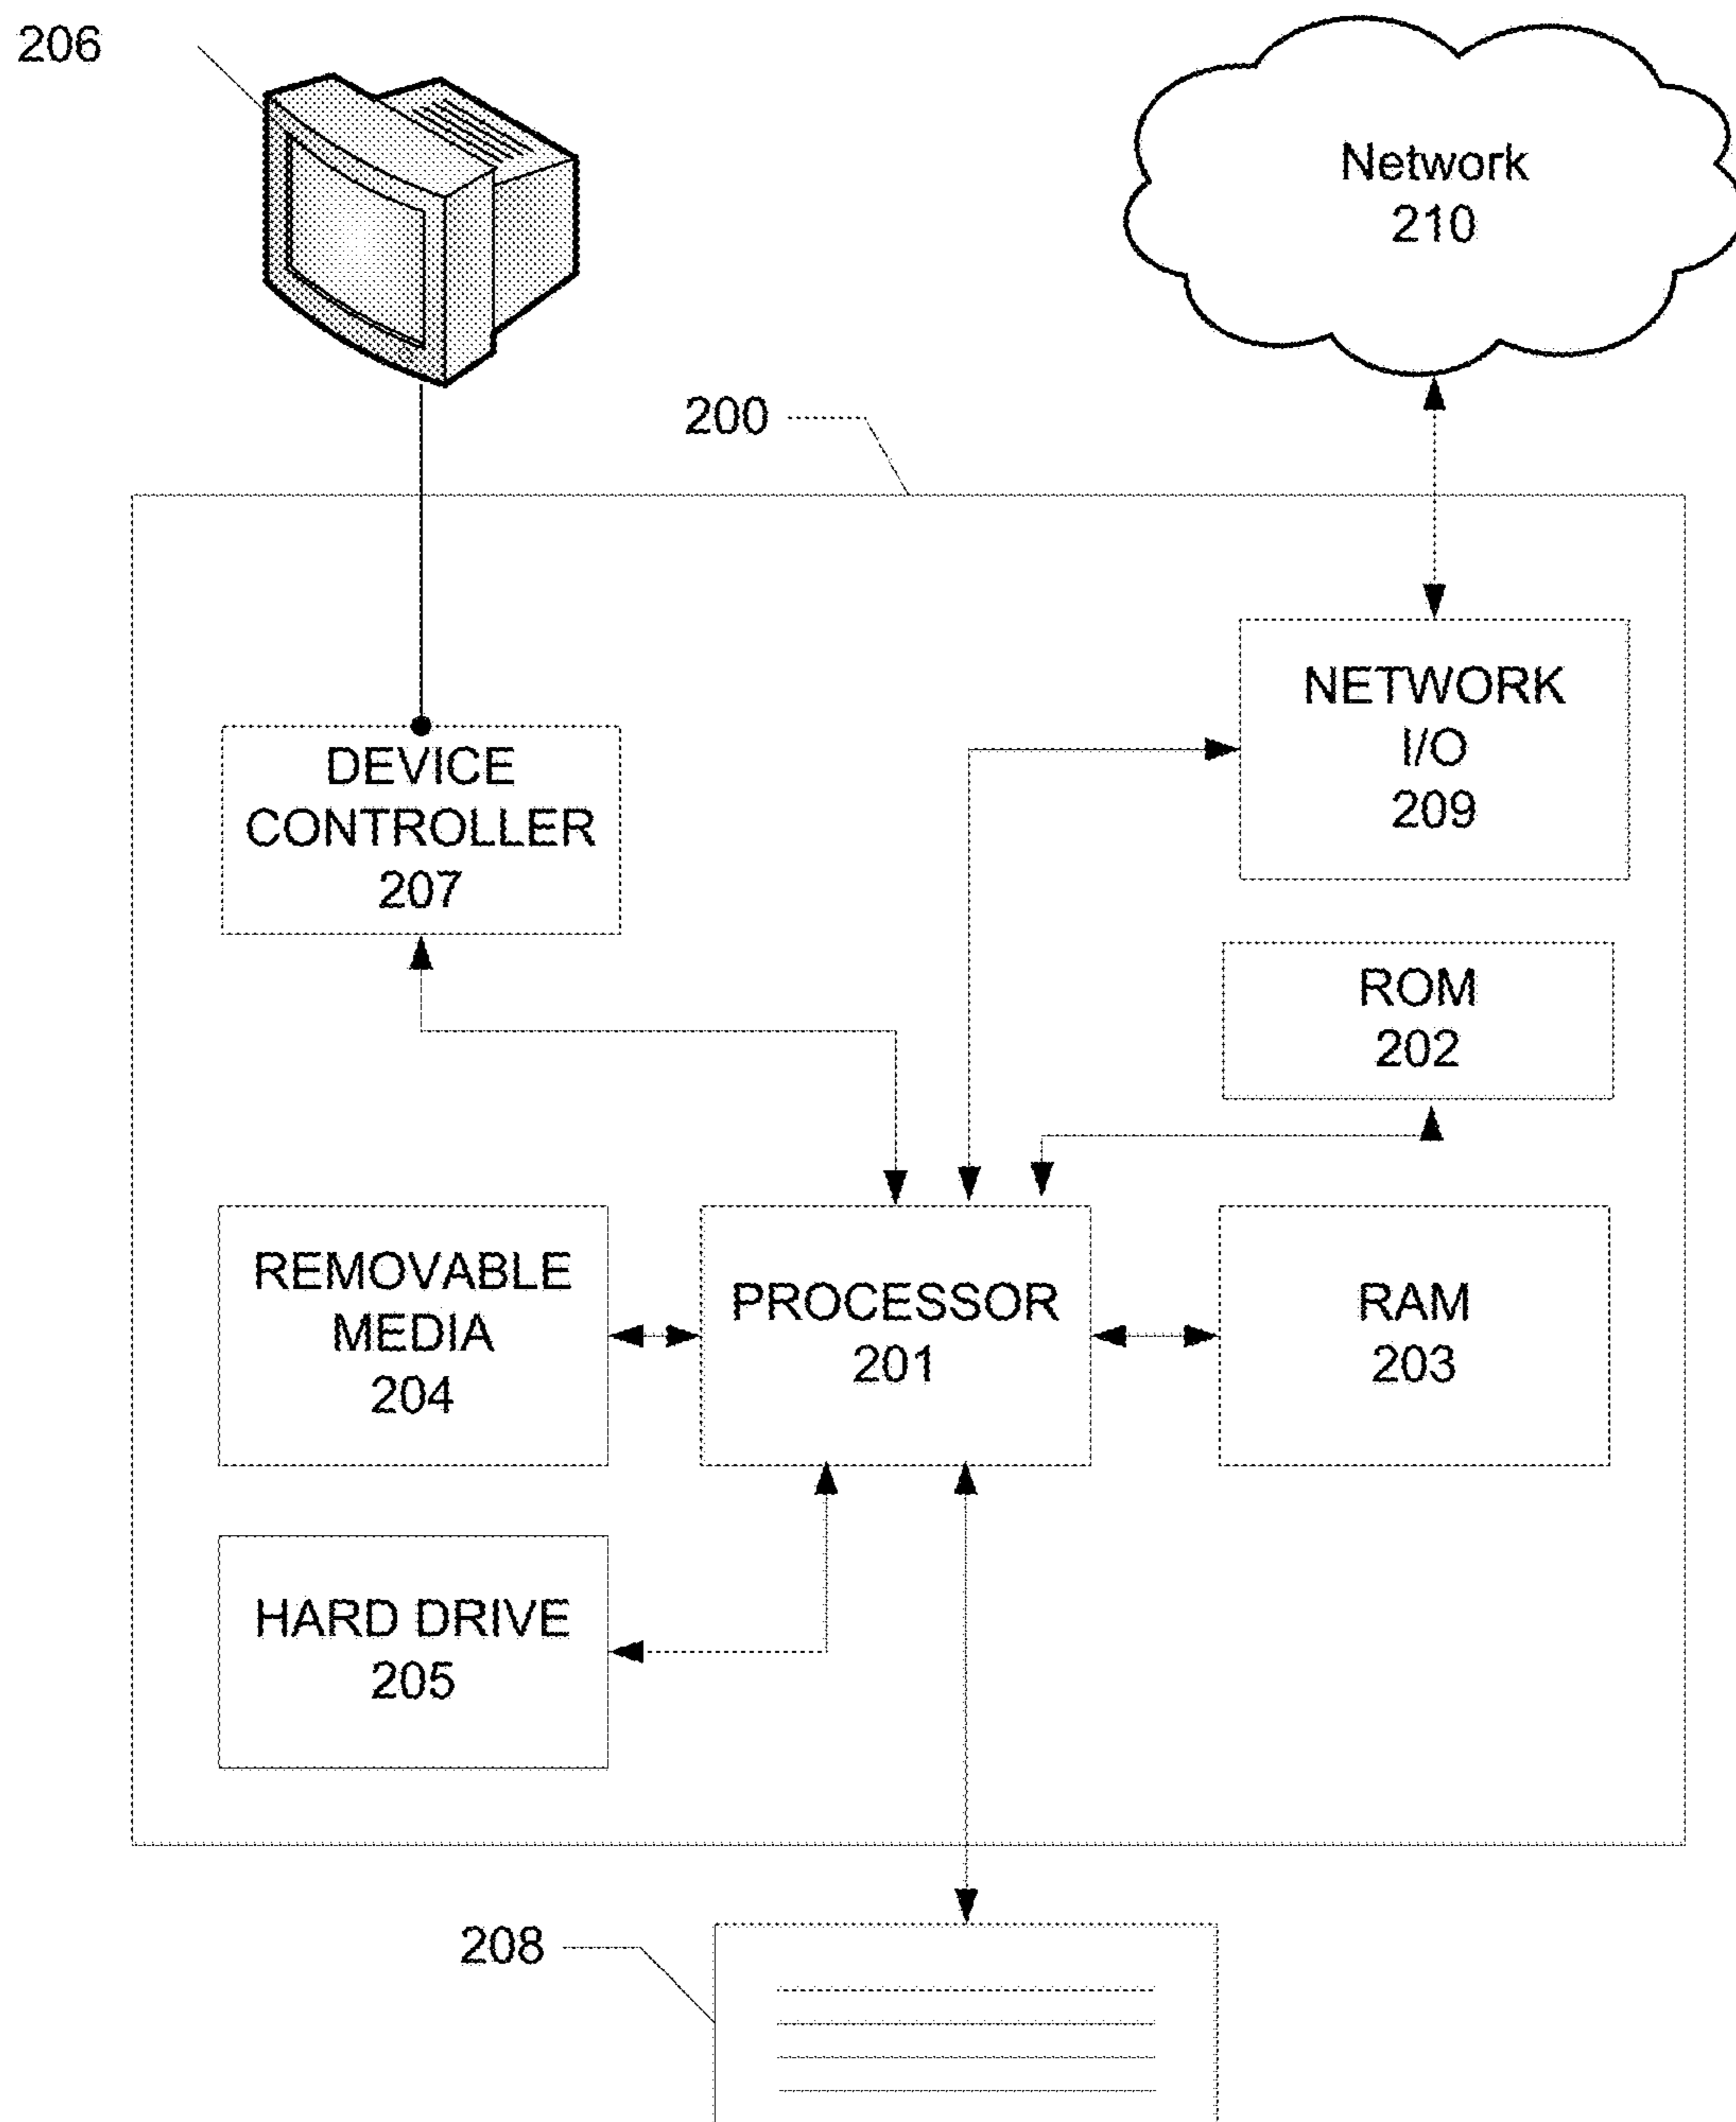 206
Network
210
200
NETWORK
I/O
209
DEVICE
CONTROLLER
207
ROM
202
REMOVABLE
MEDIA
204
PROCESSOR
201
RAM
203
HARD DRIVE
205
208